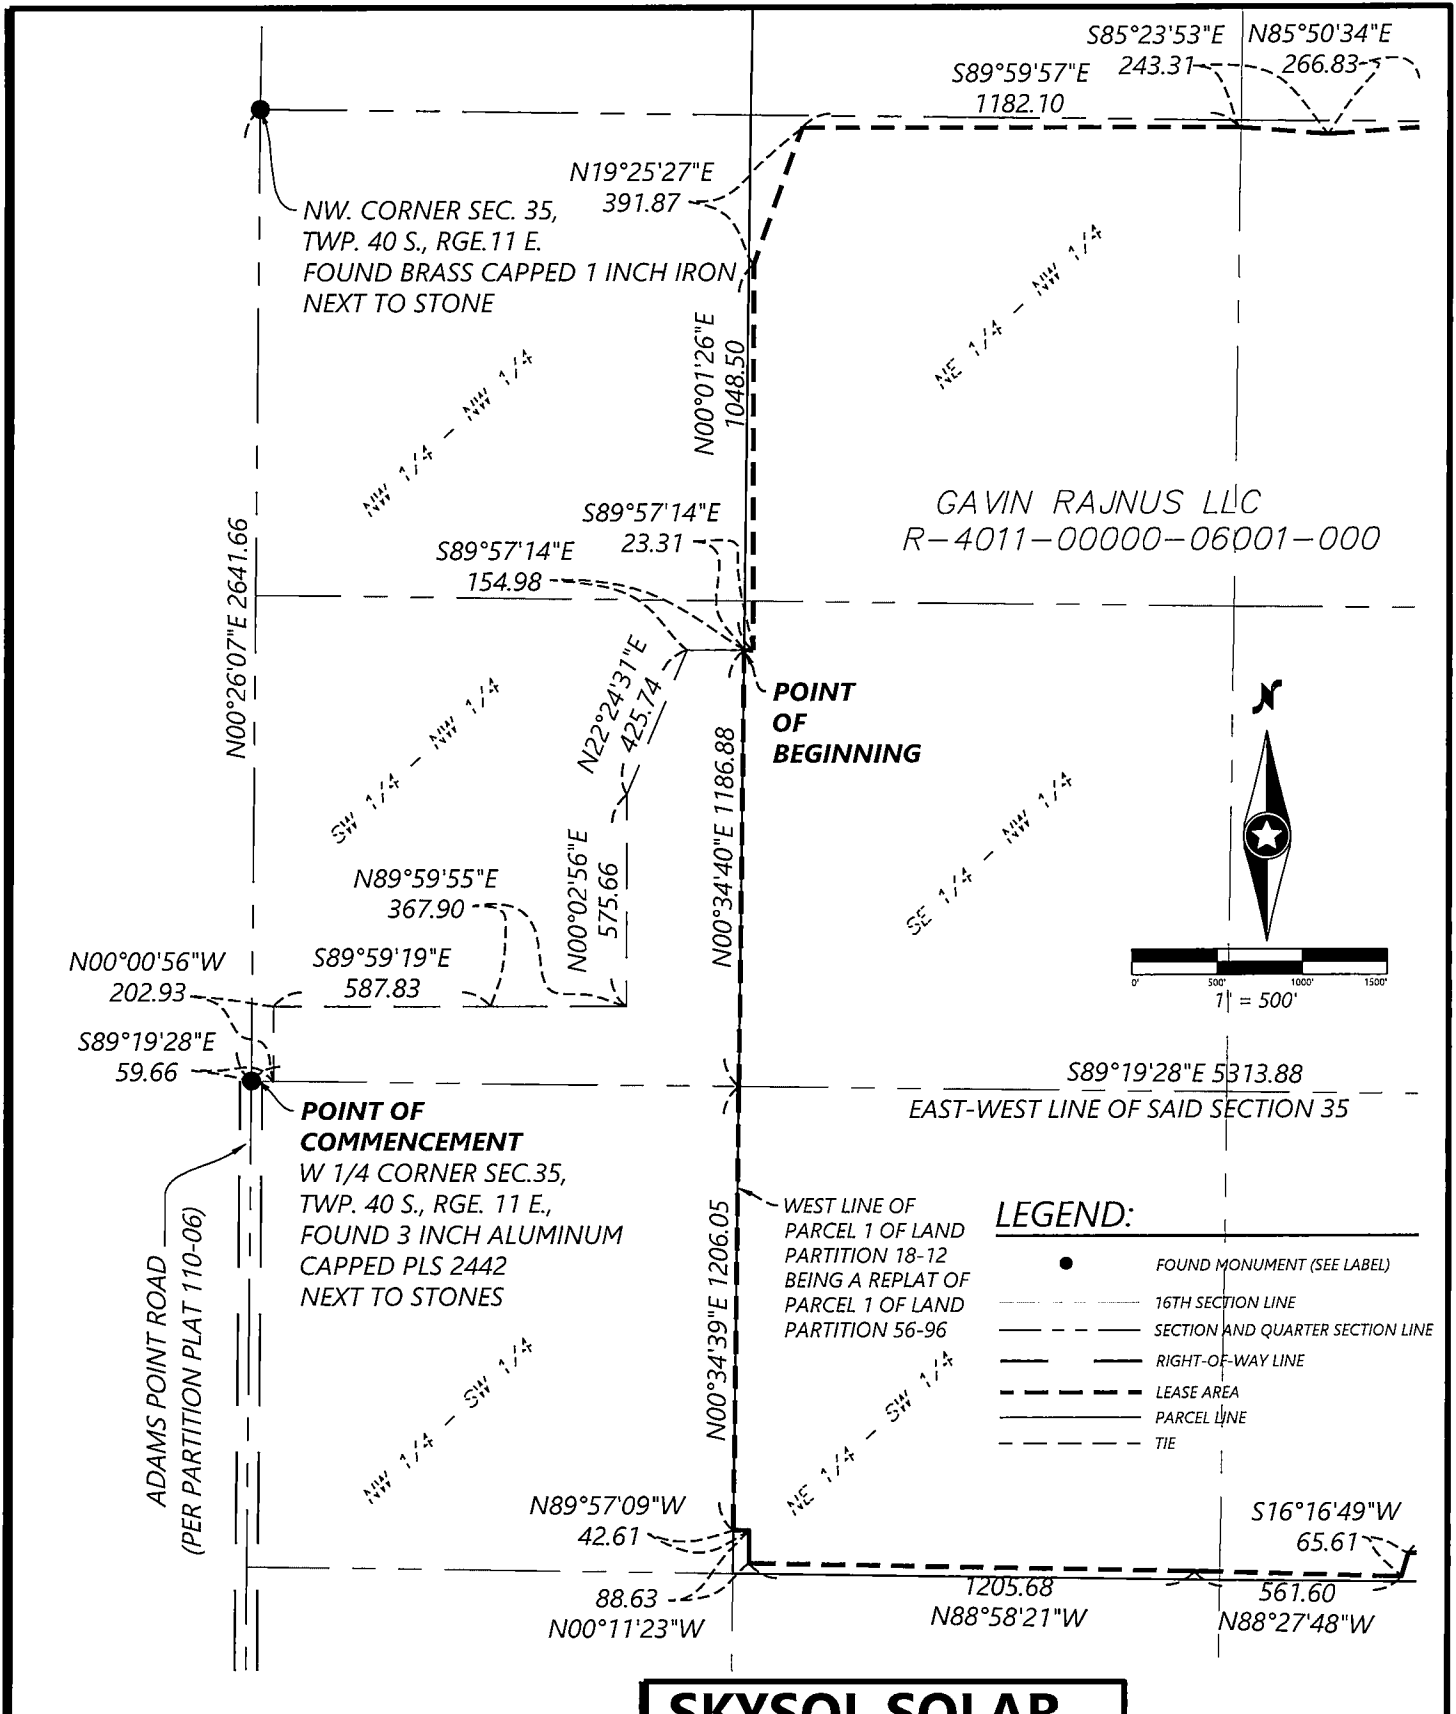 S85°23'53"E
243.31
N85°50'34"E
266.83
S89°59'57"E
1182.10
N19°25'27"E
391.87
NW. CORNER SEC. 35,
TWP. 40 S., RGE.11 E.
FOUND BRASS CAPPED 1 INCH IRON
NEXT TO STONE
N00°01'26"E
1048.50
NW 1/4 - NW 1/4
NE 1/4 - NW 1/4
GAVIN RAJNUS LLC
R-4011-00000-06001-000
S89°57'14"E
23.31
S89°57'14"E
154.98
N00°26'07"E 2641.66
N22°24'31"E
425.74
POINT
OF
BEGINNING
N
SW 1/4 - NW 1/4
SE 1/4 - NW 1/4
N00°34'40"E 1186.88
N00°02'56"E
575.66
N89°59'55"E
367.90
S89°59'19"E
587.83
N00°00'56"W
202.93
S89°19'28"E
59.66
0' 500' 1000' 1500'
1" = 500'
S89°19'28"E 5313.88
EAST-WEST LINE OF SAID SECTION 35
POINT OF
COMMENCEMENT
W 1/4 CORNER SEC.35,
TWP. 40 S., RGE. 11 E.,
FOUND 3 INCH ALUMINUM
CAPPED PLS 2442
NEXT TO STONES
ADAMS POINT ROAD
(PER PARTITION PLAT 110-06)
N00°34'39"E 1206.05
WEST LINE OF
PARCEL 1 OF LAND
PARTITION 18-12
BEING A REPLAT OF
PARCEL 1 OF LAND
PARTITION 56-96
LEGEND:
FOUND MONUMENT (SEE LABEL)
16TH SECTION LINE
SECTION AND QUARTER SECTION LINE
RIGHT-OF-WAY LINE
LEASE AREA
PARCEL LINE
TIE
NW 1/4 - SW 1/4
NE 1/4 - SW 1/4
N89°57'09"W
42.61
88.63
N00°11'23"W
1205.68
N88°58'21"W
S16°16'49"W
65.61
561.60
N88°27'48"W
SKYSOL SOLAR